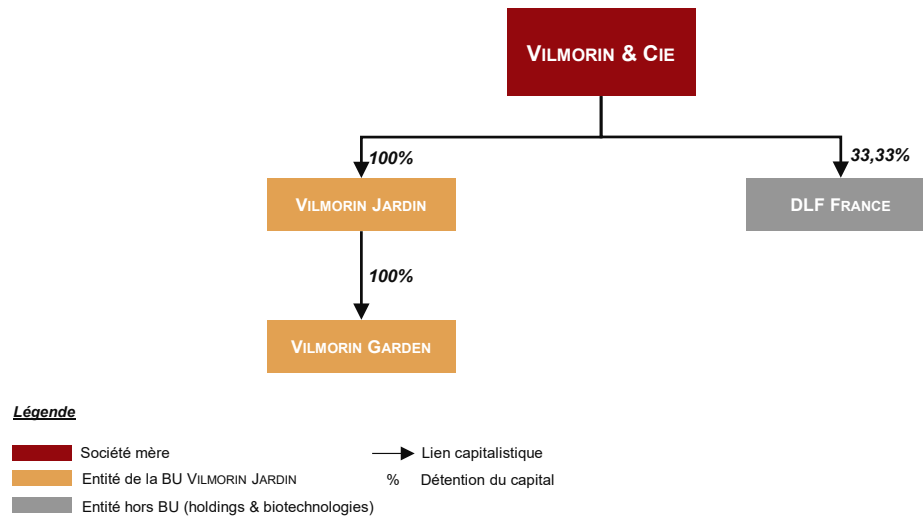 VILMORIN & CIE
100%
33,33%
VILMORIN JARDIN
DLF FRANCE
100%
VILMORIN GARDEN
Légende
Société mère
Lien capitalistique
Entité de la BU VILMORIN JARDIN
% Détention du capital
Entité hors BU (holdings & biotechnologies)